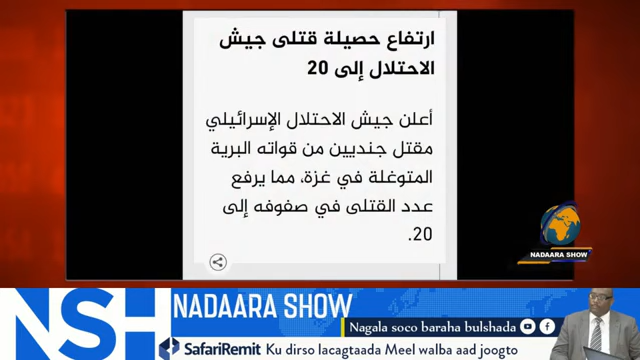 ارتفاع حصيلة قتلى جيش
الاحتلال إلى 20
أعلن جيش الاحتلال الإسرائيلي
مقتل جنديين من قواته البرية
المتوغلة في غزة، مما يرفع
عدد القتلى في صفوفه إلى
20.
NADAARA SHOW
NSH
NADAARA SHOW
Nagala soco baraha bulshada
SafariRemit Ku dirso lacagtaada Meel walba aad joogto